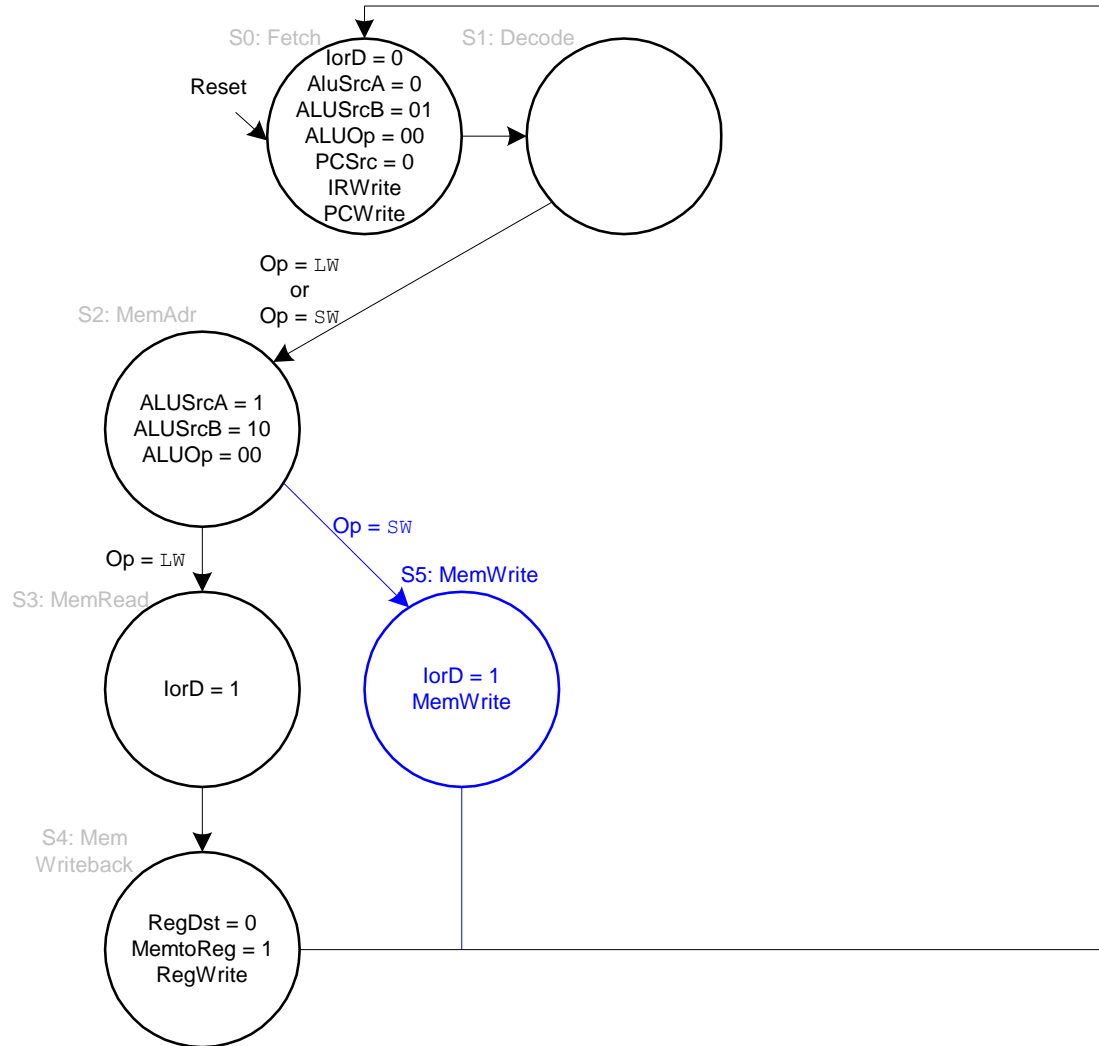 S0: Fetch
S1: Decode
Reset
IorD = 0
AluSrcA = 0
ALUSrcB = 01
ALUOp = 00
PCSrc = 0
IRWrite
PCWrite
Op = LW
or
Op = SW
S2: MemAdr
ALUSrcA = 1
ALUSrcB = 10
ALUOp = 00
Op = SW
Op = LW
S5: MemWrite
S3: MemRead
IorD = 1
IorD = 1
MemWrite
S4: Mem
Writeback
RegDst = 0
MemtoReg = 1
RegWrite